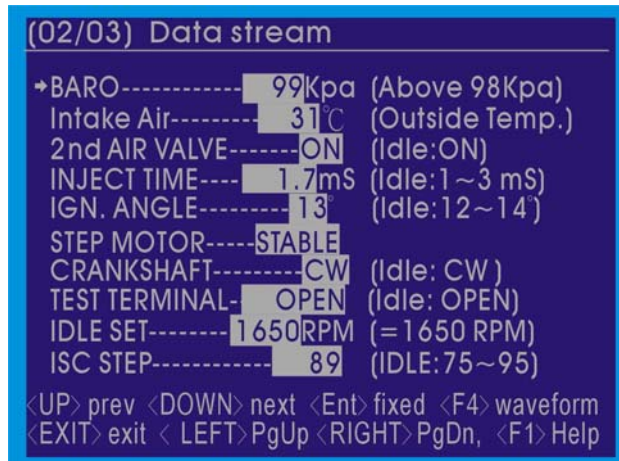 (02/03) Data stream
➔BARO------------ 99Kpa (Above 98Kpa)
Intake Air--------- 31℃ (Outside Temp.)
2nd AIR VALVE-------ON (Idle:ON)
INJECT TIME---- 1.7mS (Idle:1~3 mS)
IGN. ANGLE--------- 13° (Idle:12~14°)
STEP MOTOR-----STABLE
CRANKSHAFT---------CW (Idle: CW )
TEST TERMINAL- OPEN (Idle: OPEN)
IDLE SET-------- 1650RPM (=1650 RPM)
ISC STEP------------ 89 (IDLE:75~95)
<UP> prev <DOWN> next <Ent> fixed <F4> waveform
<EXIT> exit < LEFT>PgUp <RIGHT>PgDn, <F1>Help